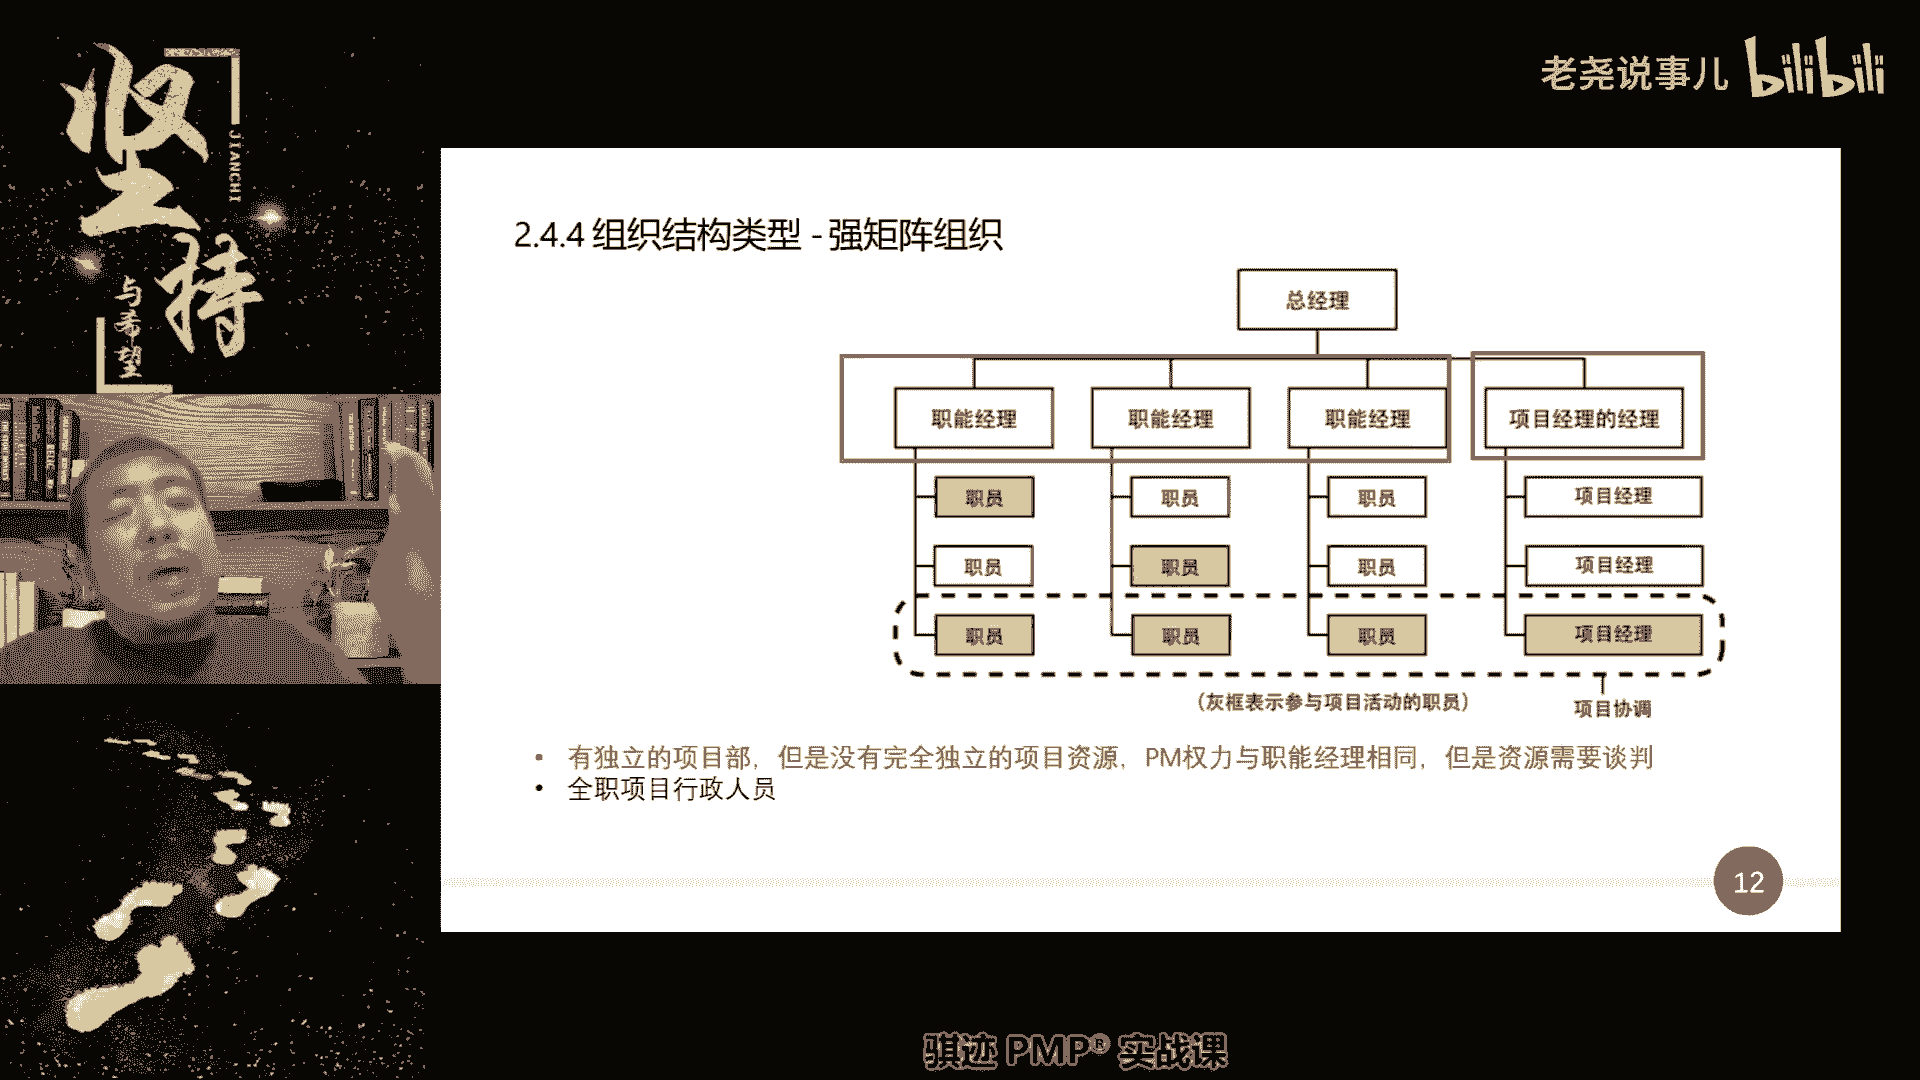 坚持
JIANCHI
与希望
老尧说事儿 bilibili
2.4.4 组织结构类型 - 强矩阵组织
总经理
职能经理 职能经理 职能经理 项目经理的经理
职员 职员 职员 项目经理
职员 职员 职员 项目经理
职员 职员 职员 项目经理
(灰框表示参与项目活动的职员)
项目协调
• 有独立的项目部，但是没有完全独立的项目资源，PM权力与职能经理相同，但是资源需要谈判
• 全职项目行政人员
12
骐迹 PMP® 实战课